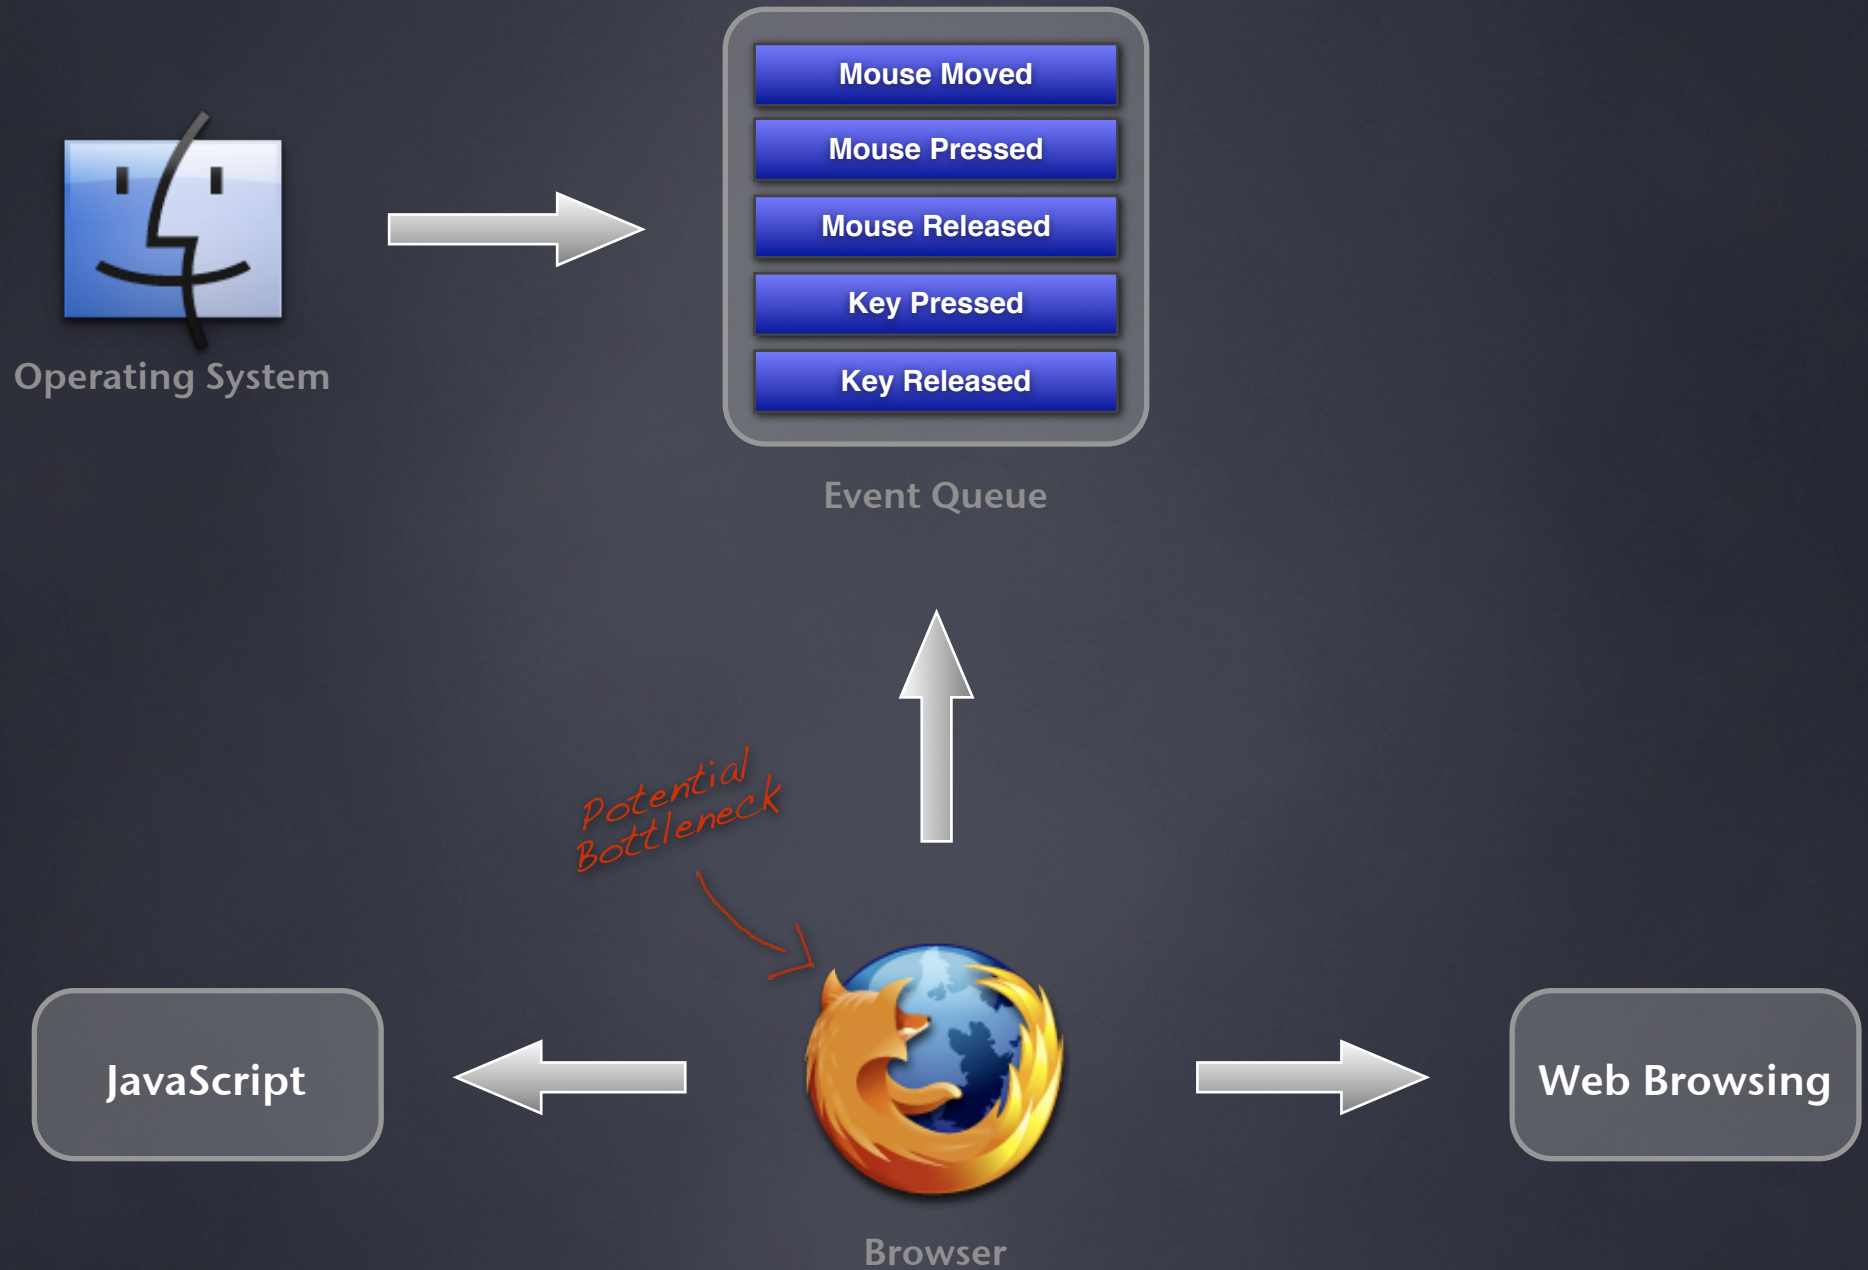 Mouse Moved
Mouse Pressed
Mouse Released
Key Pressed
Key Released
Operating System
Event Queue
Potential
Bottleneck
JavaScript
Web Browsing
Browser